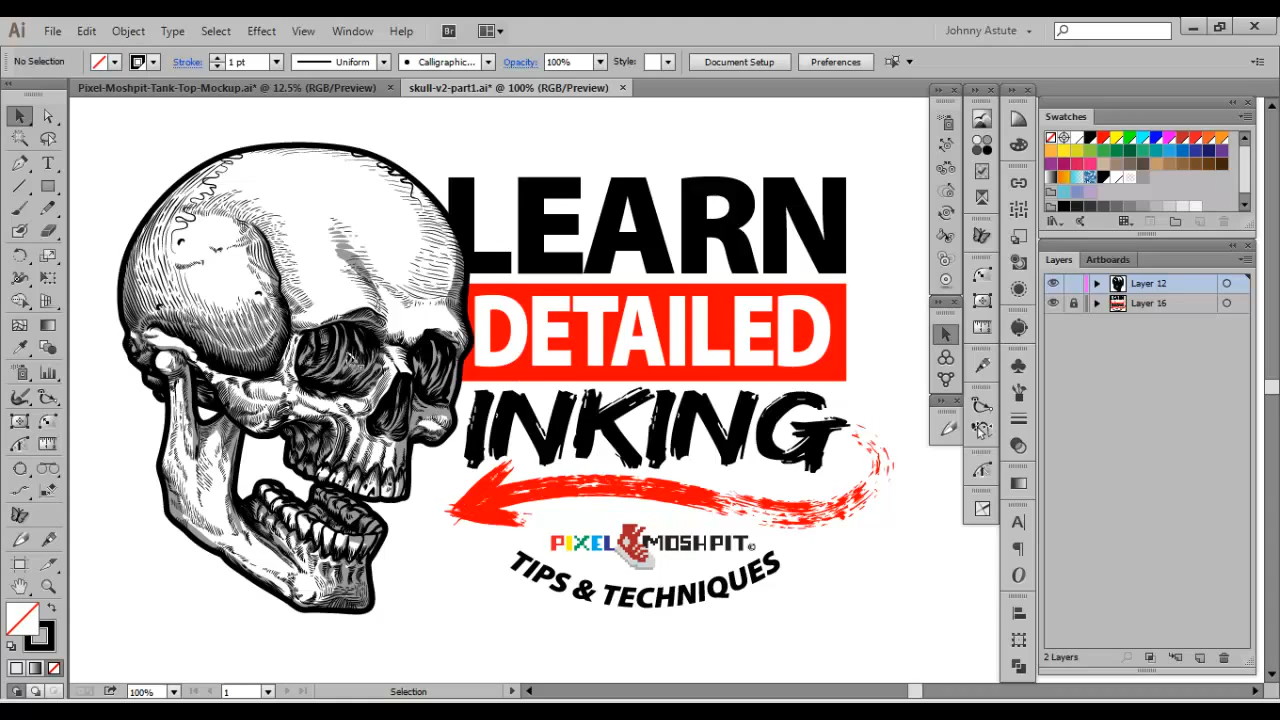 Ai File Edit Object Type Select Effect View Window Help Br Johnny Astute
No Selection Stroke: 1 pt Uniform Calligraphic... Opacity: 100% Style: Document Setup Preferences
Pixel-Moshpit-Tank-Top-Mockup.ai* @ 12.5% (RGB/Preview) × skull-v2-part1.ai* @ 100% (RGB/Preview) ×
Swatches
LEARN
DETAILED
INKING
PIXEL MOSHPIT©
TIPS & TECHNIQUES
Layers Artboards
Layer 12
Layer 16
2 Layers
100% 1 Selection